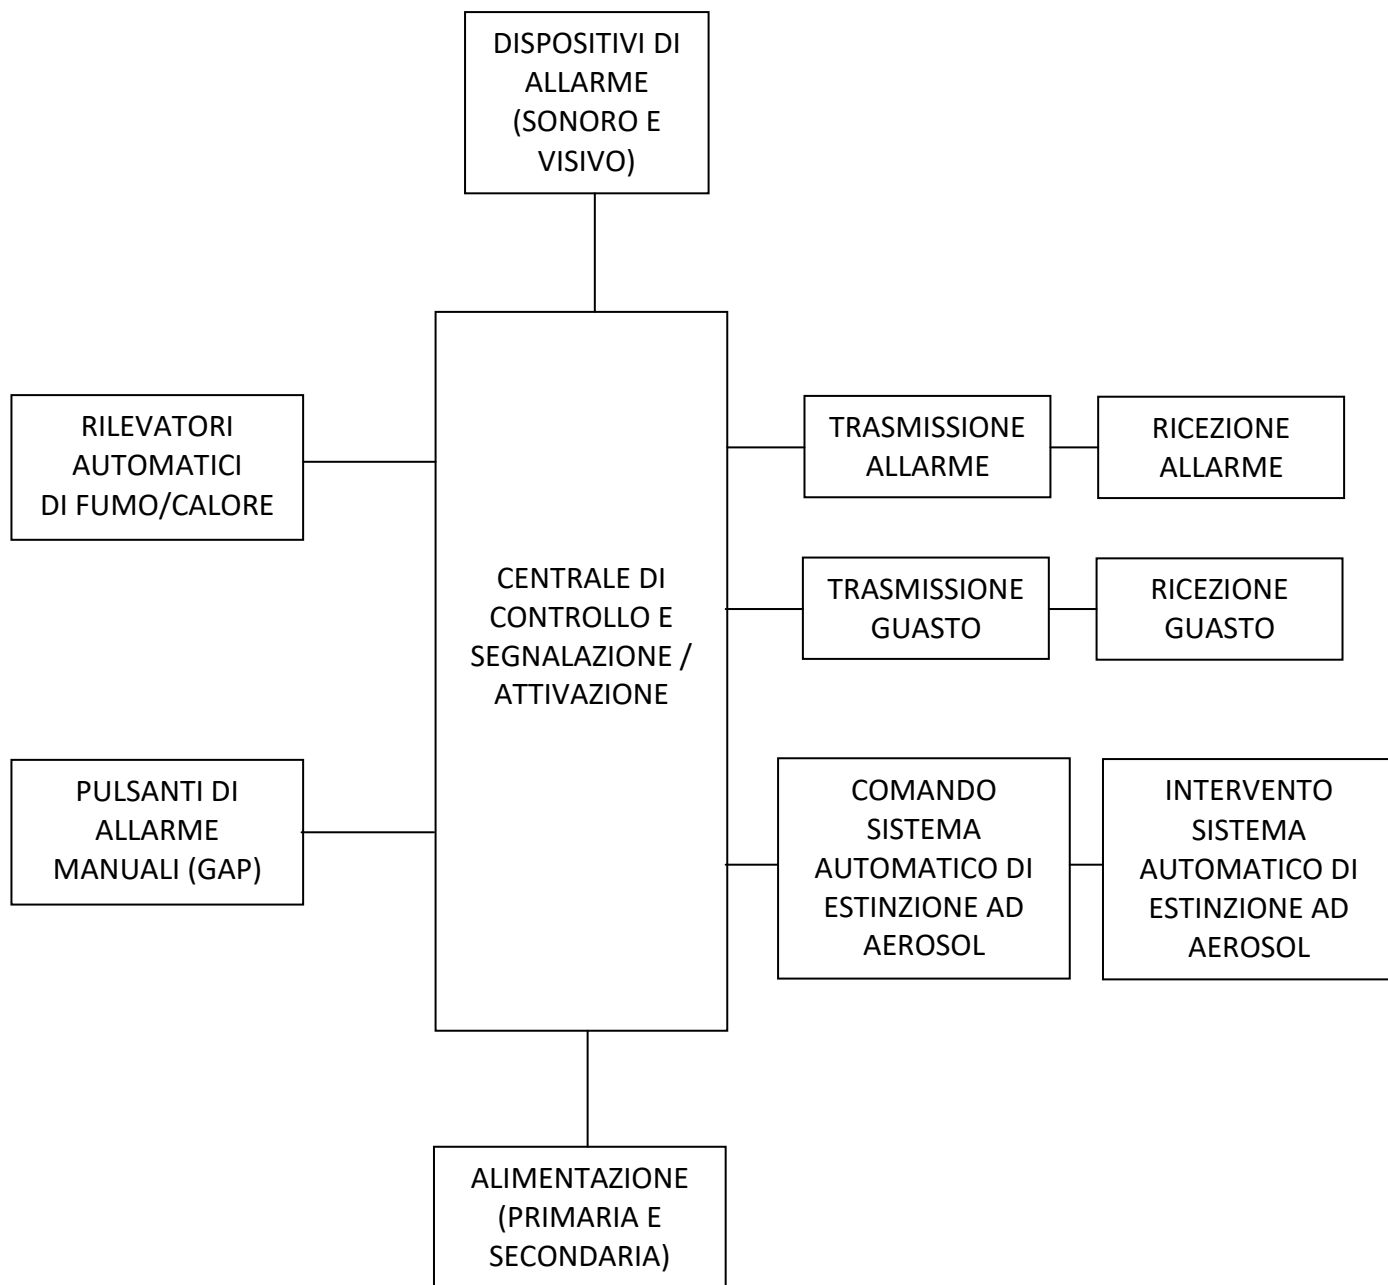 DISPOSITIVI DI
ALLARME
(SONORO E
VISIVO)
RILEVATORI
AUTOMATICI
DI FUMO/CALORE
PULSANTI DI
ALLARME
MANUALI (GAP)
CENTRALE DI
CONTROLLO E
SEGNALAZIONE /
ATTIVAZIONE
TRASMISSIONE
ALLARME
RICEZIONE
ALLARME
TRASMISSIONE
GUASTO
RICEZIONE
GUASTO
COMANDO
SISTEMA
AUTOMATICO DI
ESTINZIONE AD
AEROSOL
INTERVENTO
SISTEMA
AUTOMATICO DI
ESTINZIONE AD
AEROSOL
ALIMENTAZIONE
(PRIMARIA E
SECONDARIA)